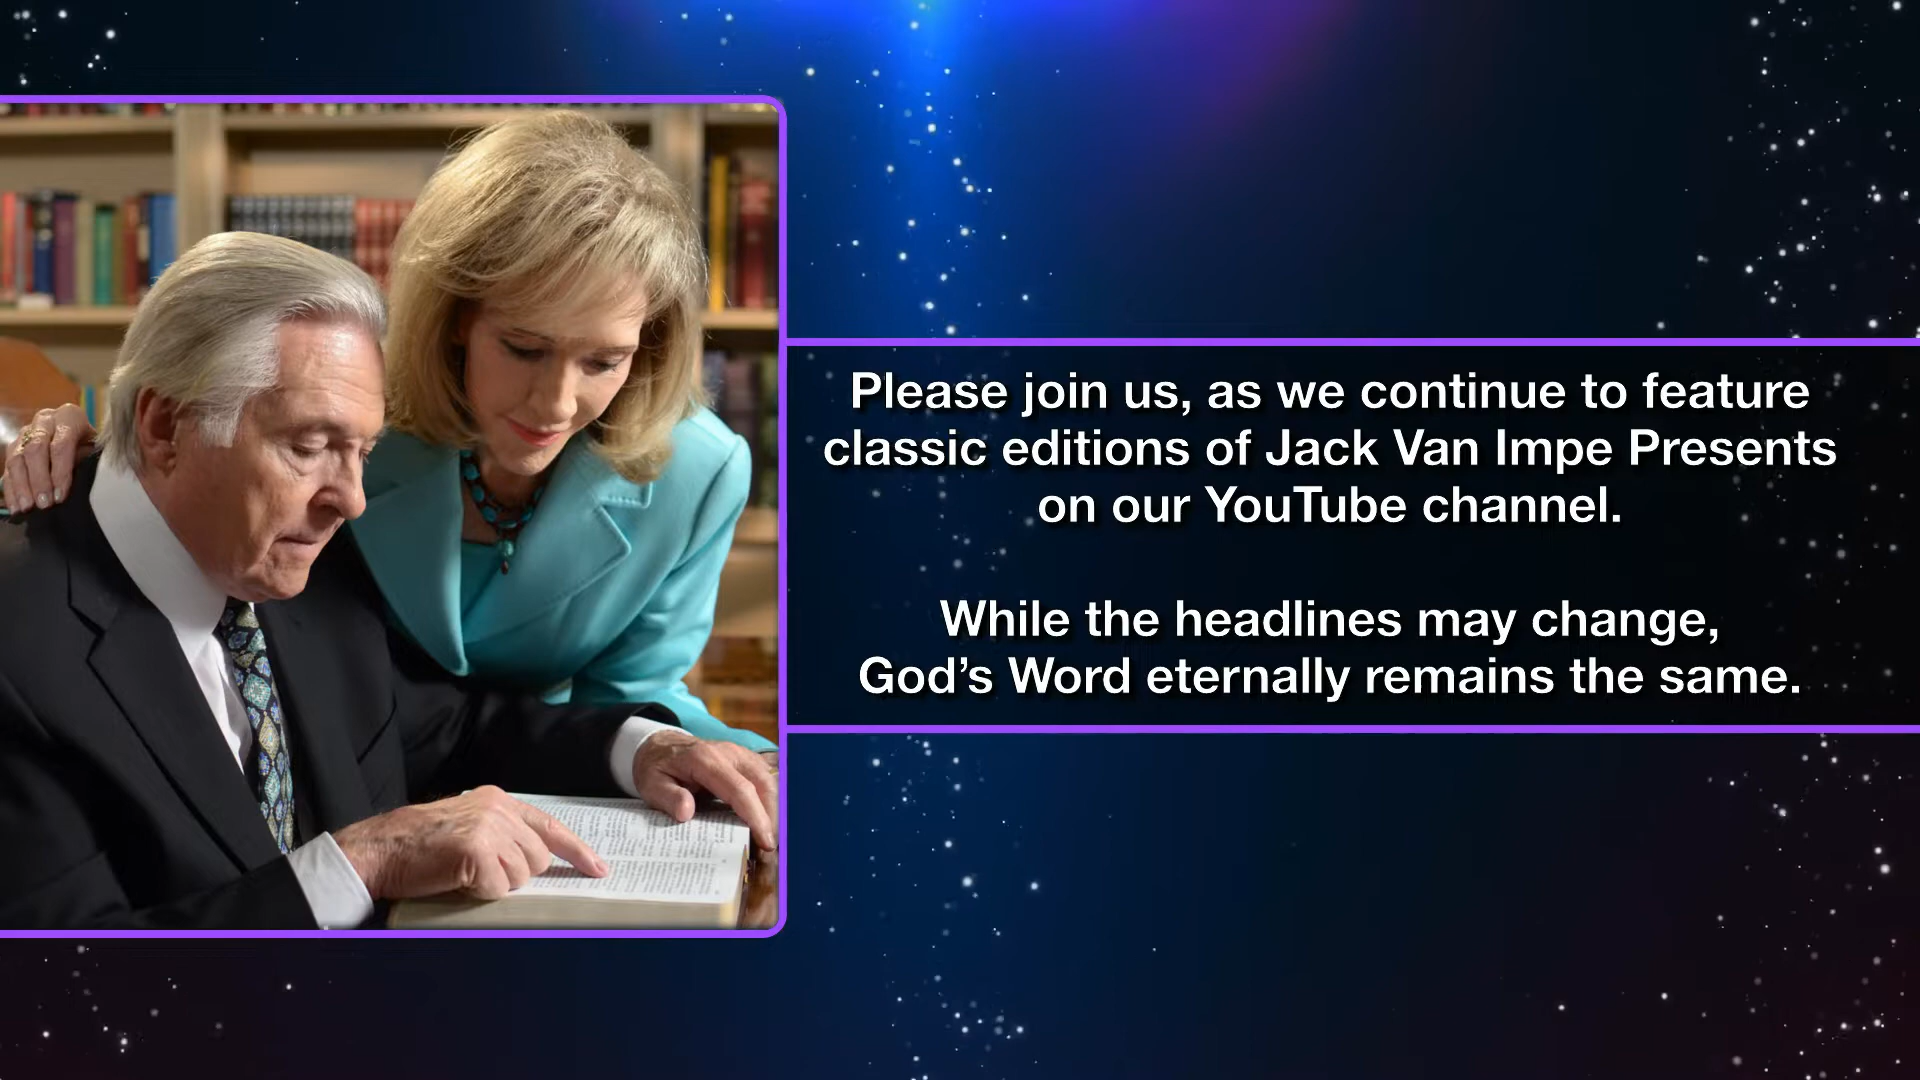 Please join us, as we continue to feature
classic editions of Jack Van Impe Presents
on our YouTube channel.
While the headlines may change,
God’s Word eternally remains the same.